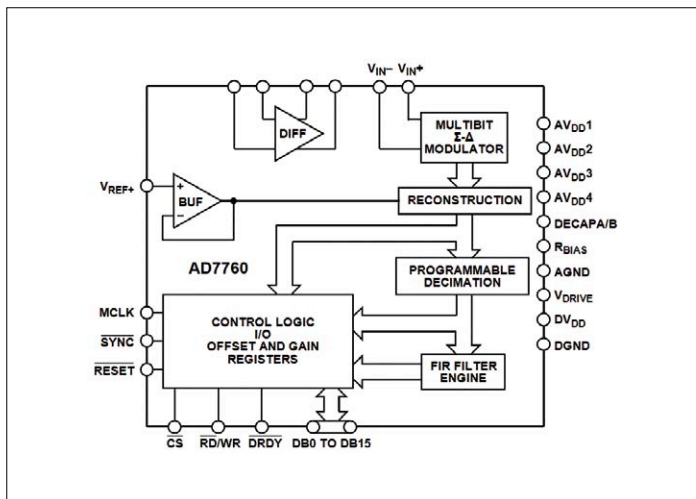 VIN− VIN+
DIFF
MULTIBIT
Σ-Δ
MODULATOR
AVDD1
AVDD2
AVDD3
AVDD4
DECAPA/B
RBIAS
AGND
VDRIVE
DVDD
DGND
VREF+
+
BUF
−
RECONSTRUCTION
AD7760
PROGRAMMABLE
DECIMATION
MCLK
SYNC
RESET
CONTROL LOGIC
I/O
OFFSET AND GAIN
REGISTERS
FIR FILTER
ENGINE
CS
RD/WR
DRDY
DB0 TO DB15